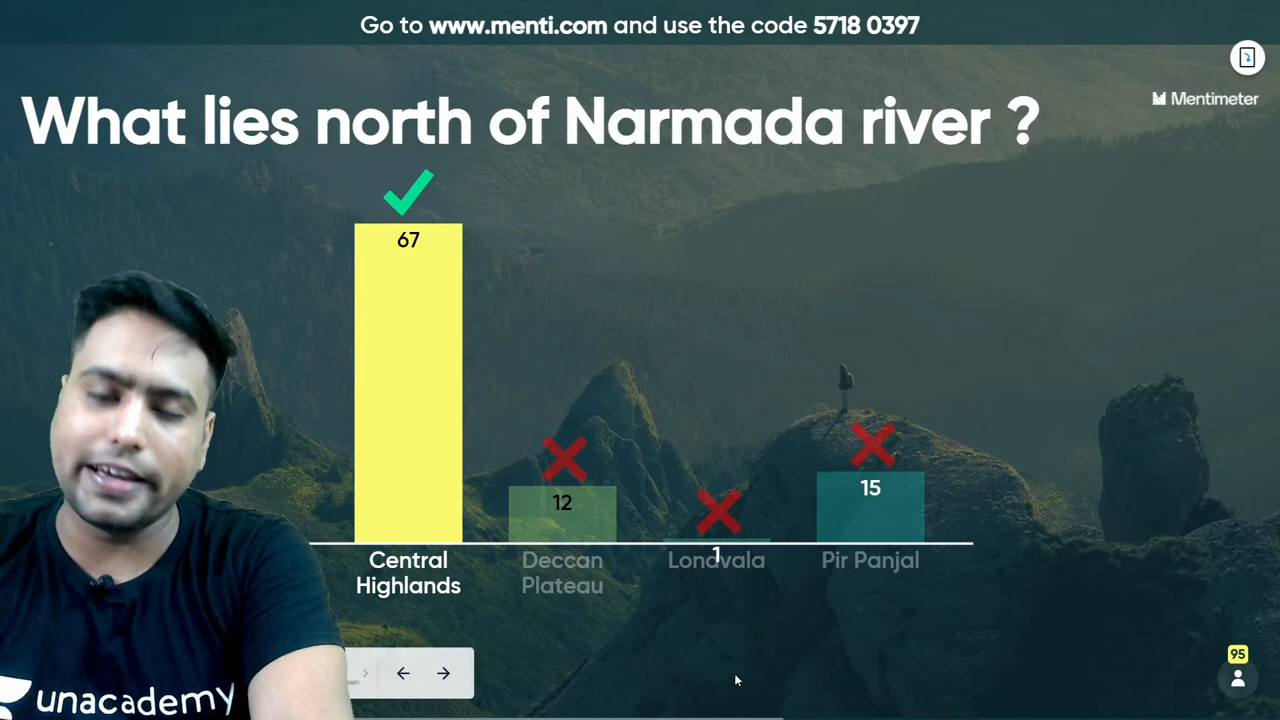 Go to www.menti.com and use the code 5718 0397
Mentimeter
What lies north of Narmada river ?
67
12
1
15
Central
Highlands
Deccan
Plateau
Lonavala
Pir Panjal
95
unacademy